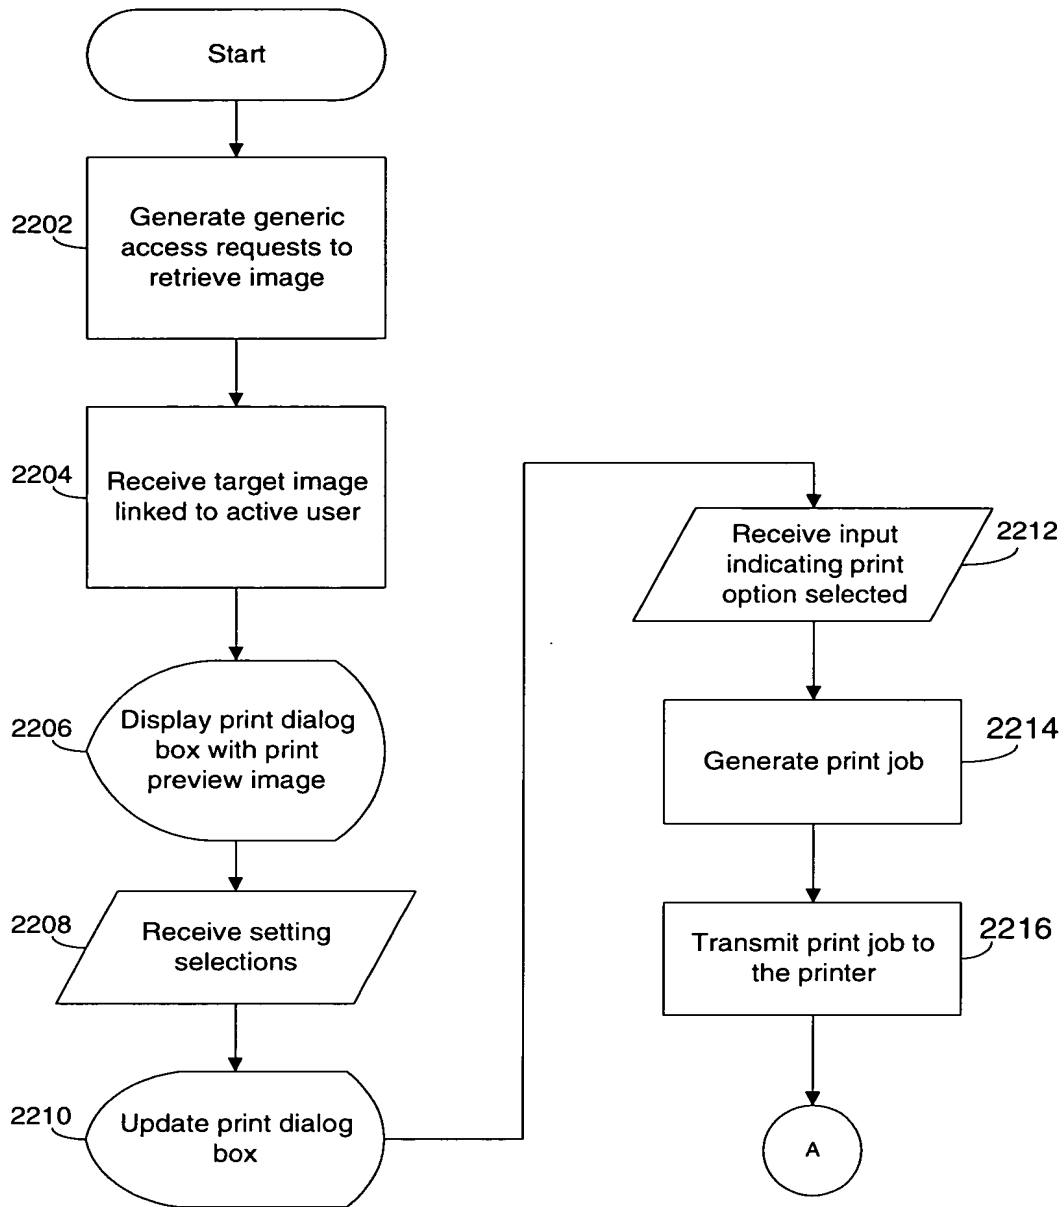 Start
2202
Generate generic
access requests to
retrieve image
2204
Receive target image
linked to active user
2206
Display print dialog
box with print
preview image
2208
Receive setting
selections
2210
Update print dialog
box
Receive input
indicating print
option selected
2212
Generate print job
2214
Transmit print job to
the printer
2216
A